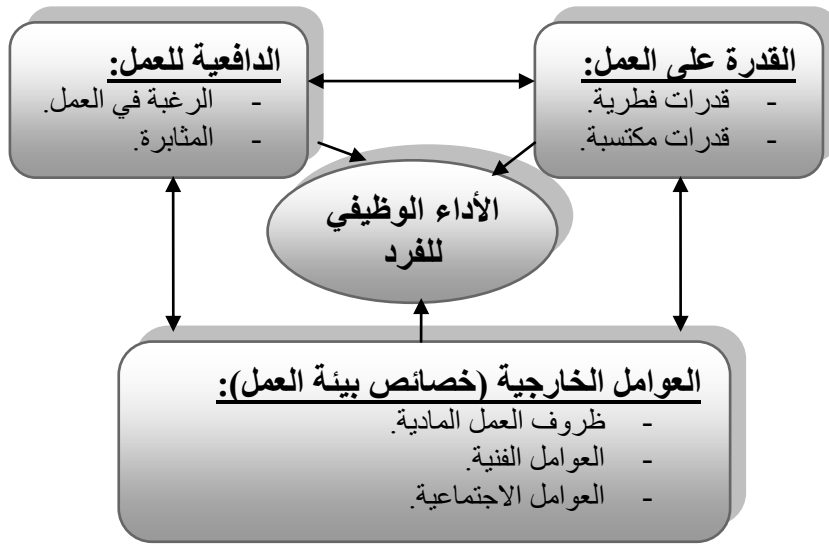 القدرة على العمل:
- قدرات فطرية.
- قدرات مكتسبة.
الدافعية للعمل:
- الرغبة في العمل.
- المثابرة.
الأداء الوظيفي
للفرد
العوامل الخارجية (خصائص بيئة العمل):
- ظروف العمل المادية.
- العوامل الفنية.
- العوامل الاجتماعية.